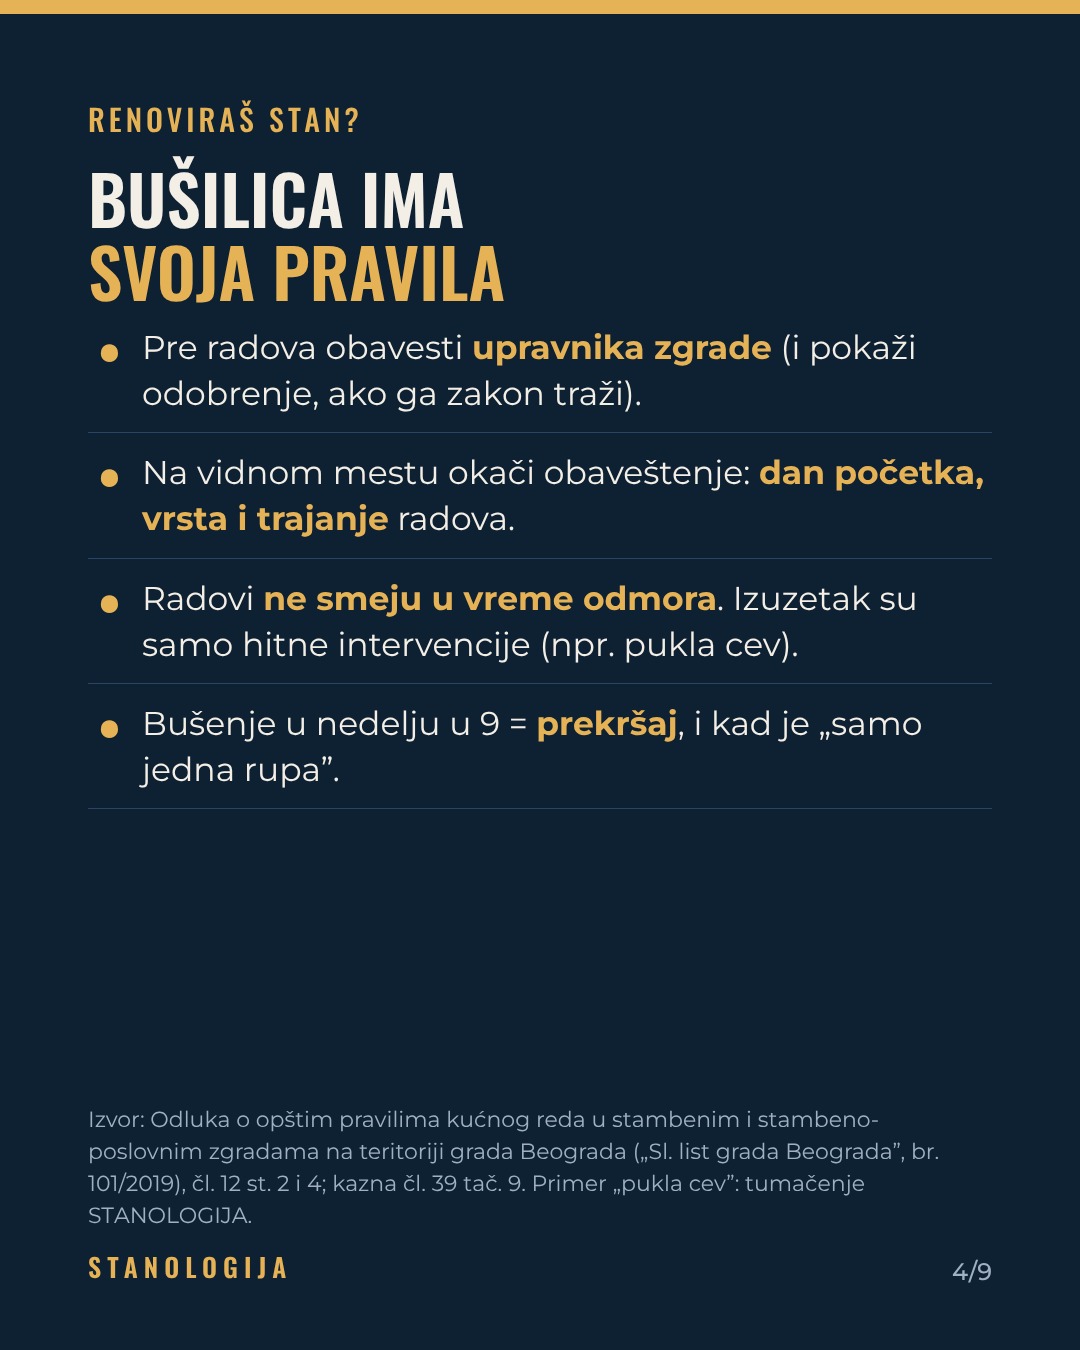 RENOVIRAŠ STAN?
BUŠILICA IMA
SVOJA PRAVILA
● Pre radova obavesti upravnika zgrade (i pokaži
odobrenje, ako ga zakon traži).
● Na vidnom mestu okači obaveštenje: dan početka,
vrsta i trajanje radova.
● Radovi ne smeju u vreme odmora. Izuzetak su
samo hitne intervencije (npr. pukla cev).
● Bušenje u nedelju u 9 = prekršaj, i kad je „samo
jedna rupa”.
Izvor: Odluka o opštim pravilima kućnog reda u stambenim i stambeno-
poslovnim zgradama na teritoriji grada Beograda („Sl. list grada Beograda”, br.
101/2019), čl. 12 st. 2 i 4; kazna čl. 39 tač. 9. Primer „pukla cev”: tumačenje
STANOLOGIJA.
STANOLOGIJA
4/9